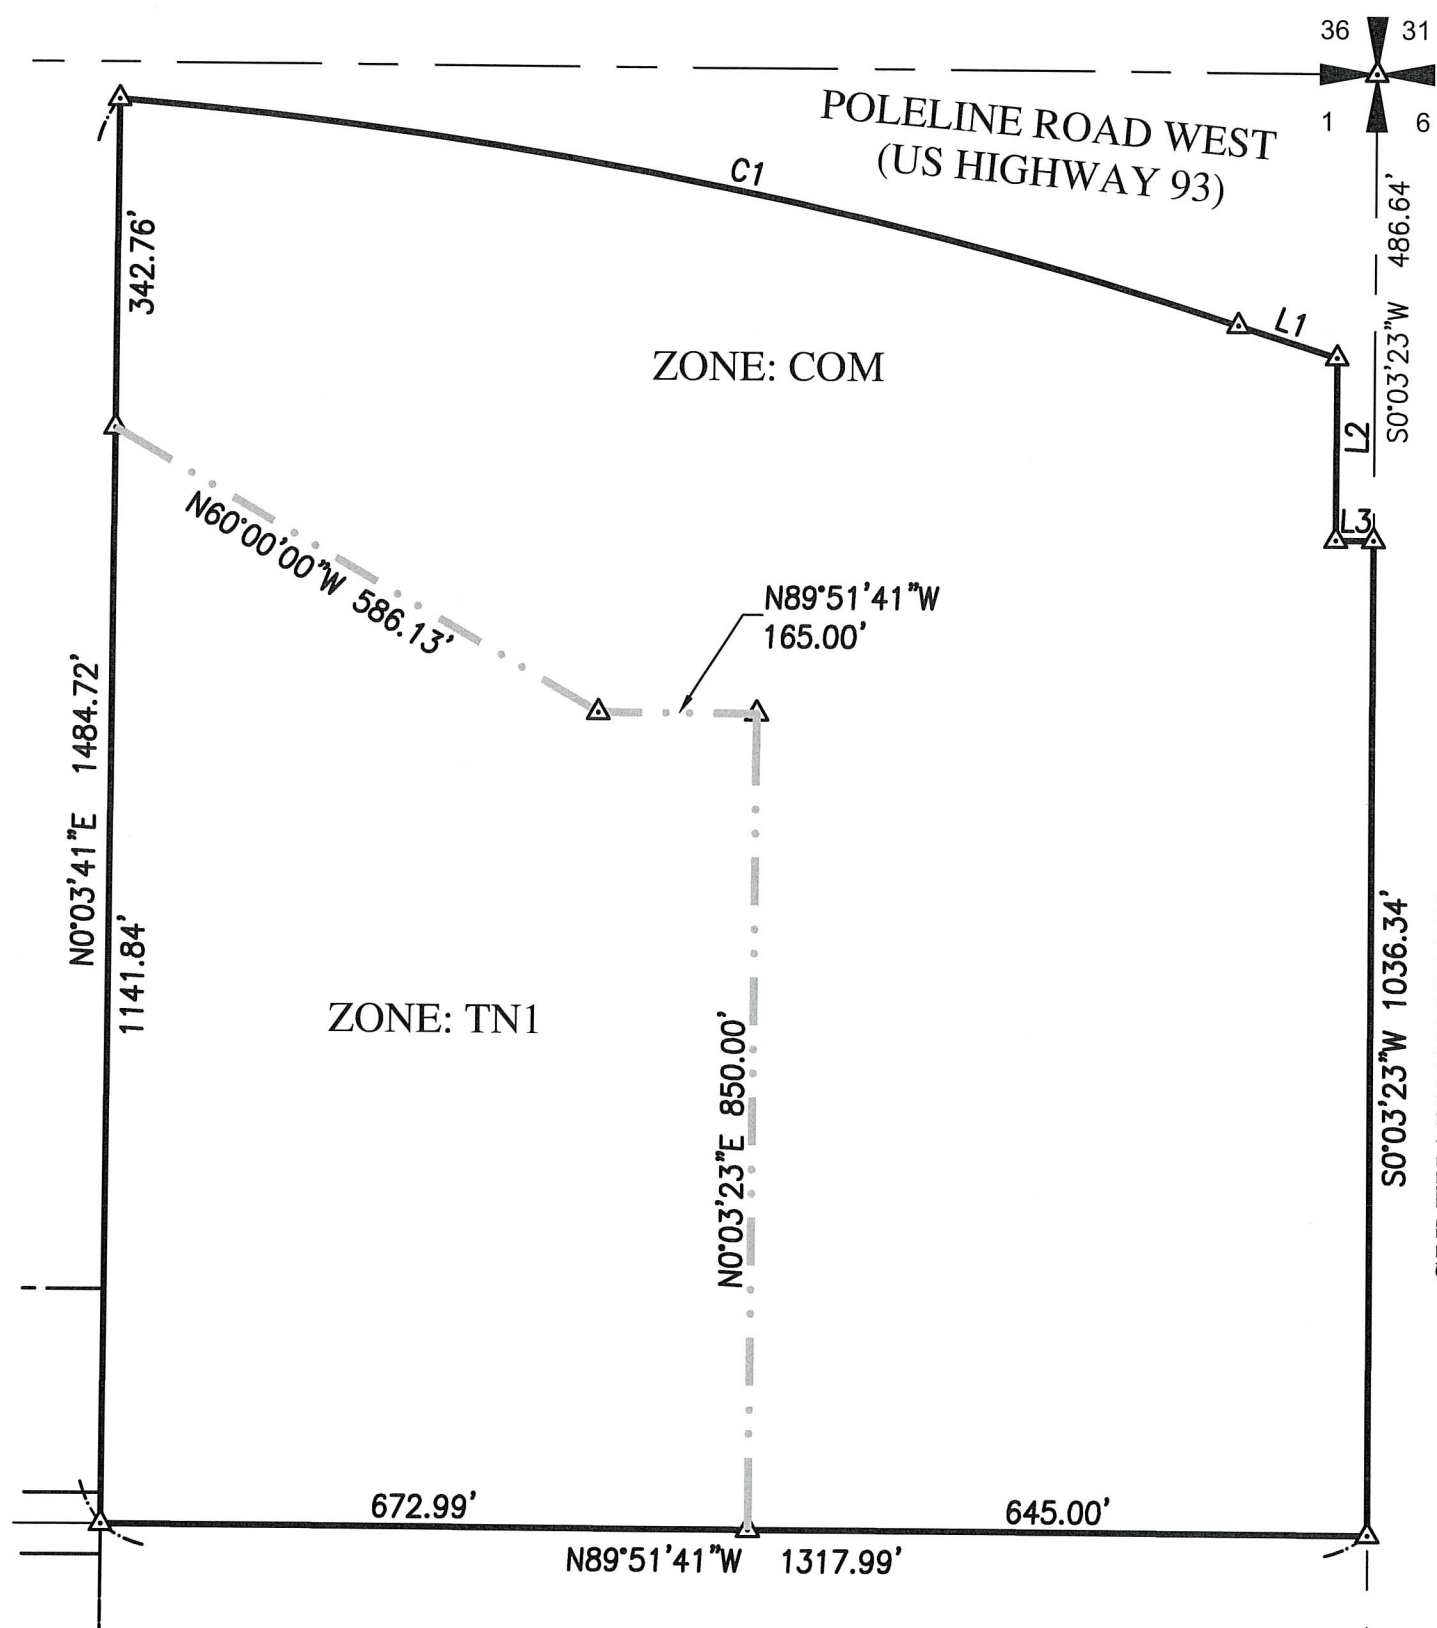 36 31
1 6
POLELINE ROAD WEST
(US HIGHWAY 93)
C1
342.76'
S0°03'23"W 486.64'
L1
ZONE: COM
L2
L3
N60°00'00"W 586.13'
N89°51'41"W
165.00'
N0°03'41"E 1484.72'
1141.84'
ZONE: TN1
N0°03'23"E 850.00'
S0°03'23"W 1036.34'
672.99'
645.00'
N89°51'41"W 1317.99'